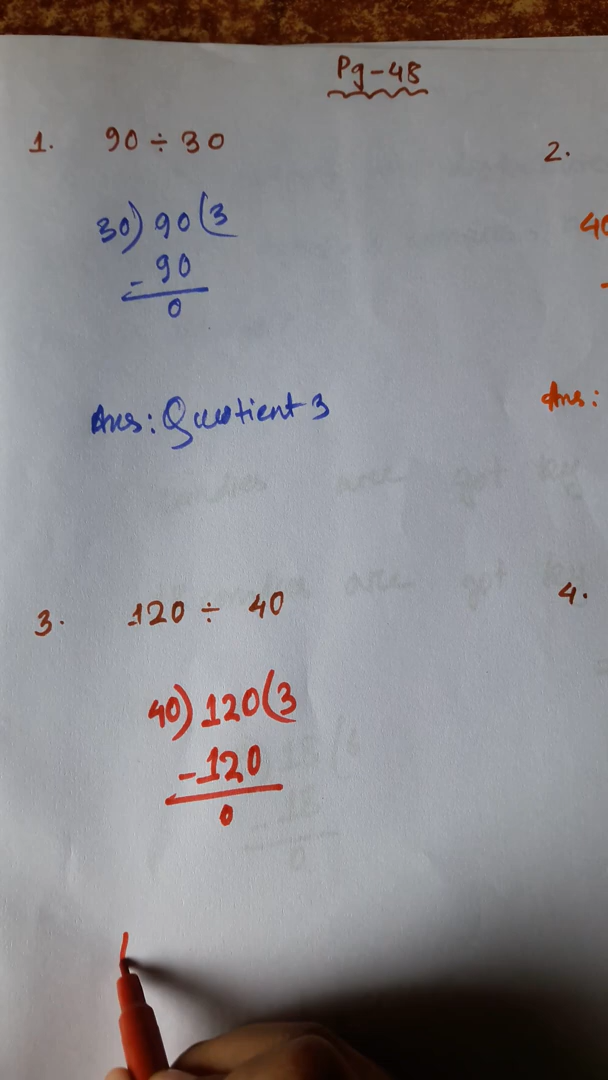 Pg-48
1. 90 ÷ 30
30) 90 (3
- 90
0
Ans: Quotient 3
2.
40
-
Ans:
3. 120 ÷ 40
40) 120 (3
-120
0
4.